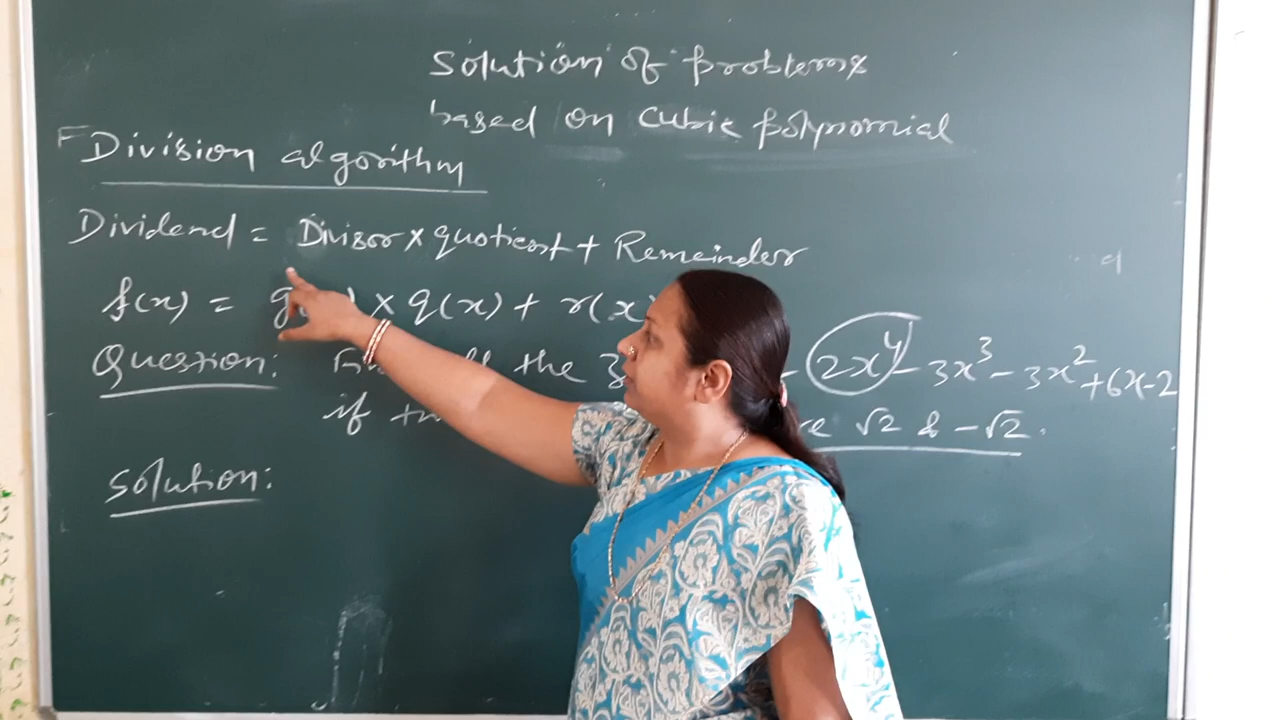 Solution of problems
based on cubic polynomial
Division algorithm
Dividend = Divisor × quotient + Remainder
f(x) = g(x) × q(x) + r(x)
Question: the 2x⁴ - 3x³ - 3x² + 6x - 2
if √2 & -√2.
Solution: